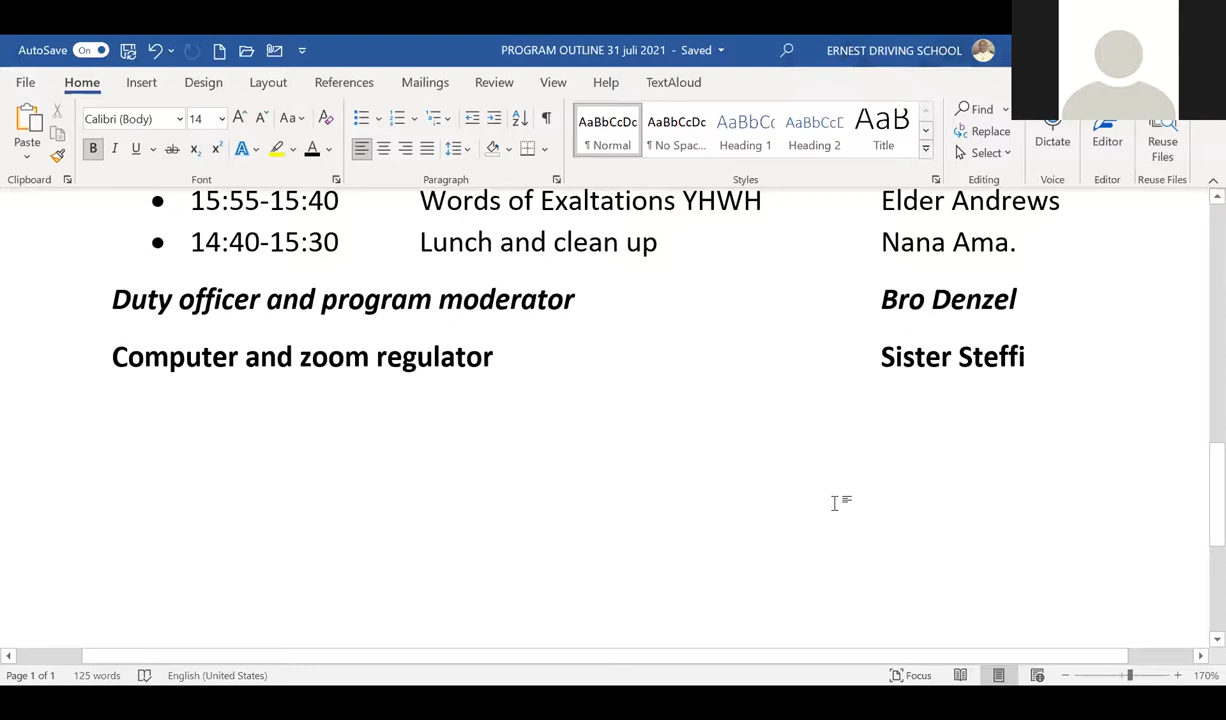 AutoSave On PROGRAM OUTLINE 31 juli 2021 - Saved ERNEST DRIVING SCHOOL
File Home Insert Design Layout References Mailings Review View Help TextAloud
Calibri (Body) 14 Aa AaBbCcDc AaBbCcDc AaBbCc AaBbCcD AaB Find
Paste B I U ab x₂ x² A A ¶ Normal ¶ No Spac... Heading 1 Heading 2 Title Replace Select Dictate Editor Reuse Files
Clipboard Font Paragraph Styles Editing Voice Editor Reuse Files
• 15:55-15:40 Words of Exaltations YHWH Elder Andrews
• 14:40-15:30 Lunch and clean up Nana Ama.
Duty officer and program moderator Bro Denzel
Computer and zoom regulator Sister Steffi
Page 1 of 1 125 words English (United States) Focus 170%